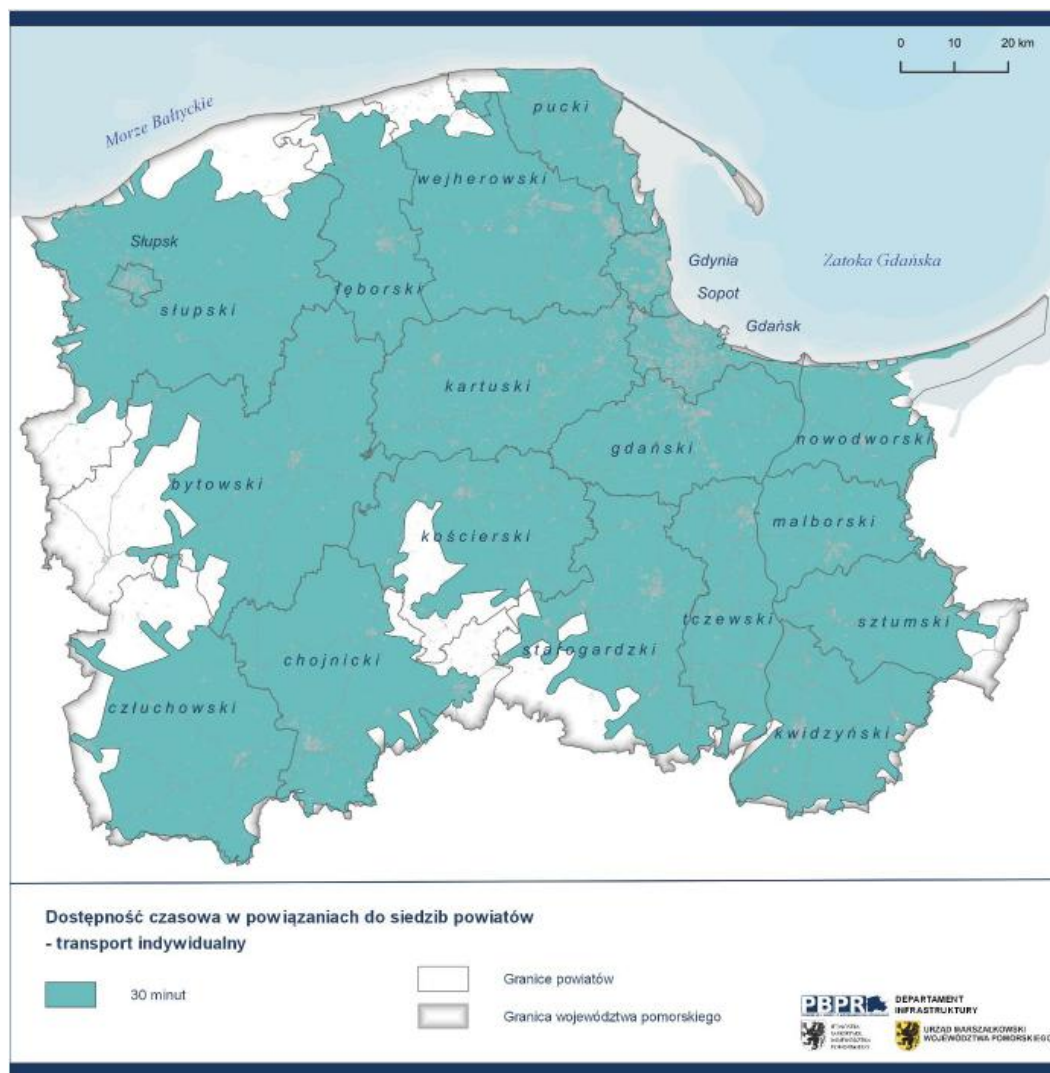 0 10 20 km
Morze Bałtyckie
pucki
wejherowski
Słupsk
Gdynia
Zatoka Gdańska
Sopot
lęborski
słupski
Gdańsk
kartuski
gdański
nowodworski
bytowski
malborski
kościerski
tczewski
sztumski
starogardzki
chojnicki
człuchowski
kwidzyński
Dostępność czasowa w powiązaniach do siedzib powiatów
- transport indywidualny
30 minut
Granice powiatów
Granica województwa pomorskiego
PBPR
DEPARTAMENT
INFRASTRUKTURY
URZĄD MARSZAŁKOWSKI
WOJEWÓDZTWA POMORSKIEGO